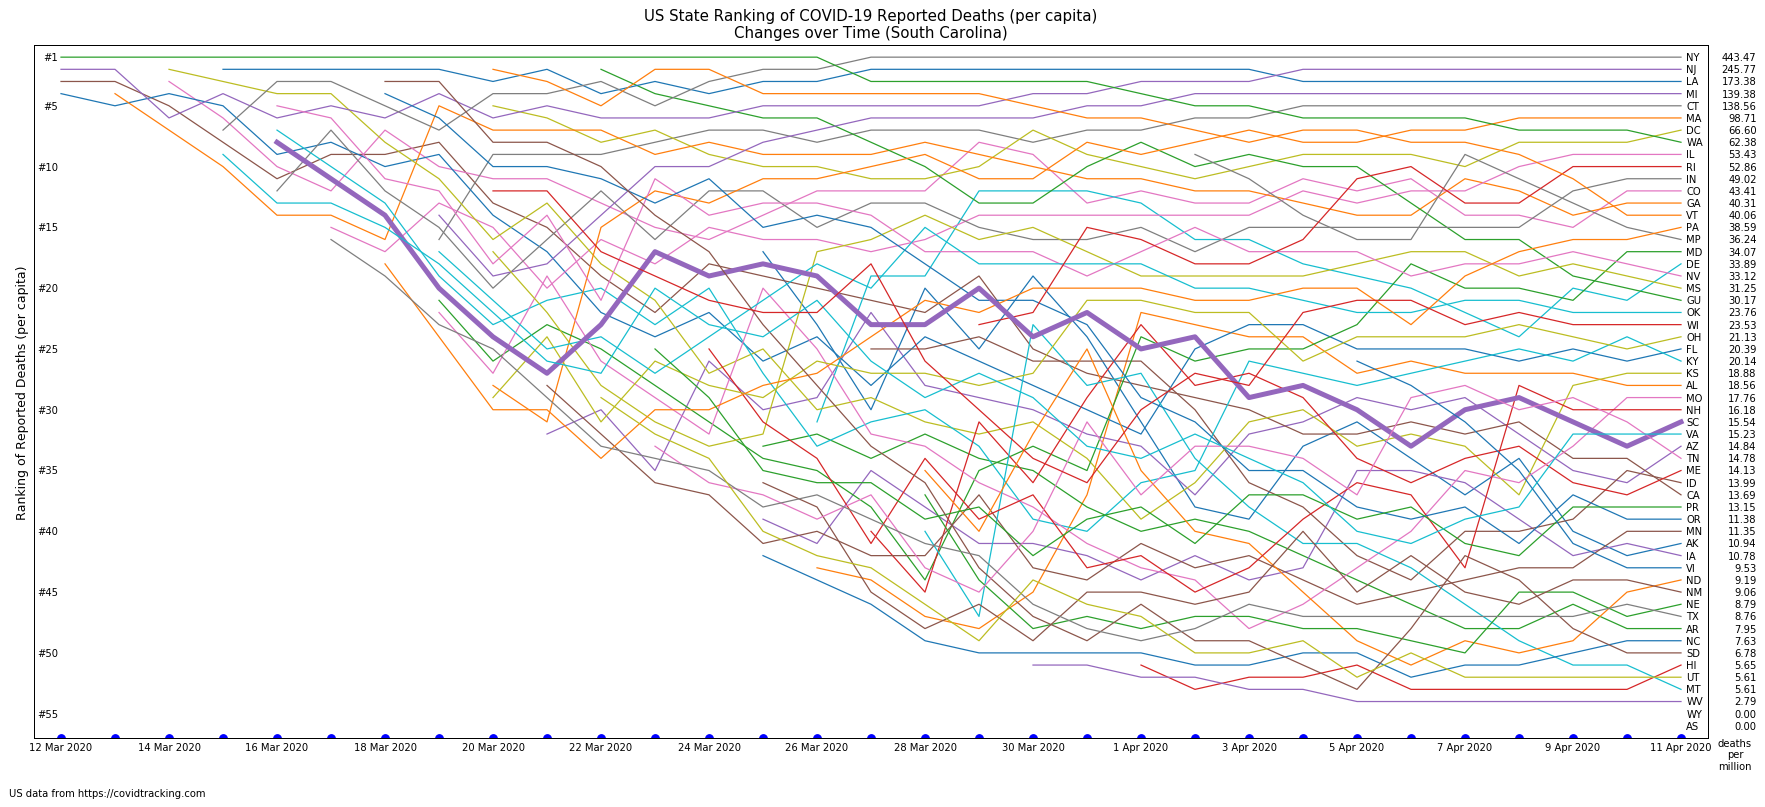 US State Ranking of COVID-19 Reported Deaths (per capita)
Changes over Time (South Carolina)
Ranking of Reported Deaths (per capita)
#1
#5
#10
#15
#20
#25
#30
#35
#40
#45
#50
#55
NY 443.47
NJ 245.77
LA 173.38
MI 139.38
CT 138.56
MA 98.71
DC 66.60
WA 62.38
IL 53.43
RI 52.86
IN 49.02
CO 43.41
GA 40.31
VT 40.06
PA 38.59
MP 36.24
MD 34.07
DE 33.89
NV 33.12
MS 31.25
GU 30.17
OK 23.76
WI 23.53
OH 21.13
FL 20.39
KY 20.14
KS 18.88
AL 18.56
MO 17.76
NH 16.18
SC 15.54
VA 15.23
AZ 14.84
TN 14.78
ME 14.13
ID 13.99
CA 13.69
PR 13.15
OR 11.38
MN 11.35
AK 10.94
IA 10.78
VI 9.53
ND 9.19
NM 9.06
NE 8.79
TX 8.76
AR 7.95
NC 7.63
SD 6.78
HI 5.65
UT 5.61
MT 5.61
WV 2.79
WY 0.00
AS 0.00
12 Mar 2020 14 Mar 2020 16 Mar 2020 18 Mar 2020 20 Mar 2020 22 Mar 2020 24 Mar 2020 26 Mar 2020 28 Mar 2020 30 Mar 2020 1 Apr 2020 3 Apr 2020 5 Apr 2020 7 Apr 2020 9 Apr 2020 11 Apr 2020
deaths
per
million
US data from https://covidtracking.com